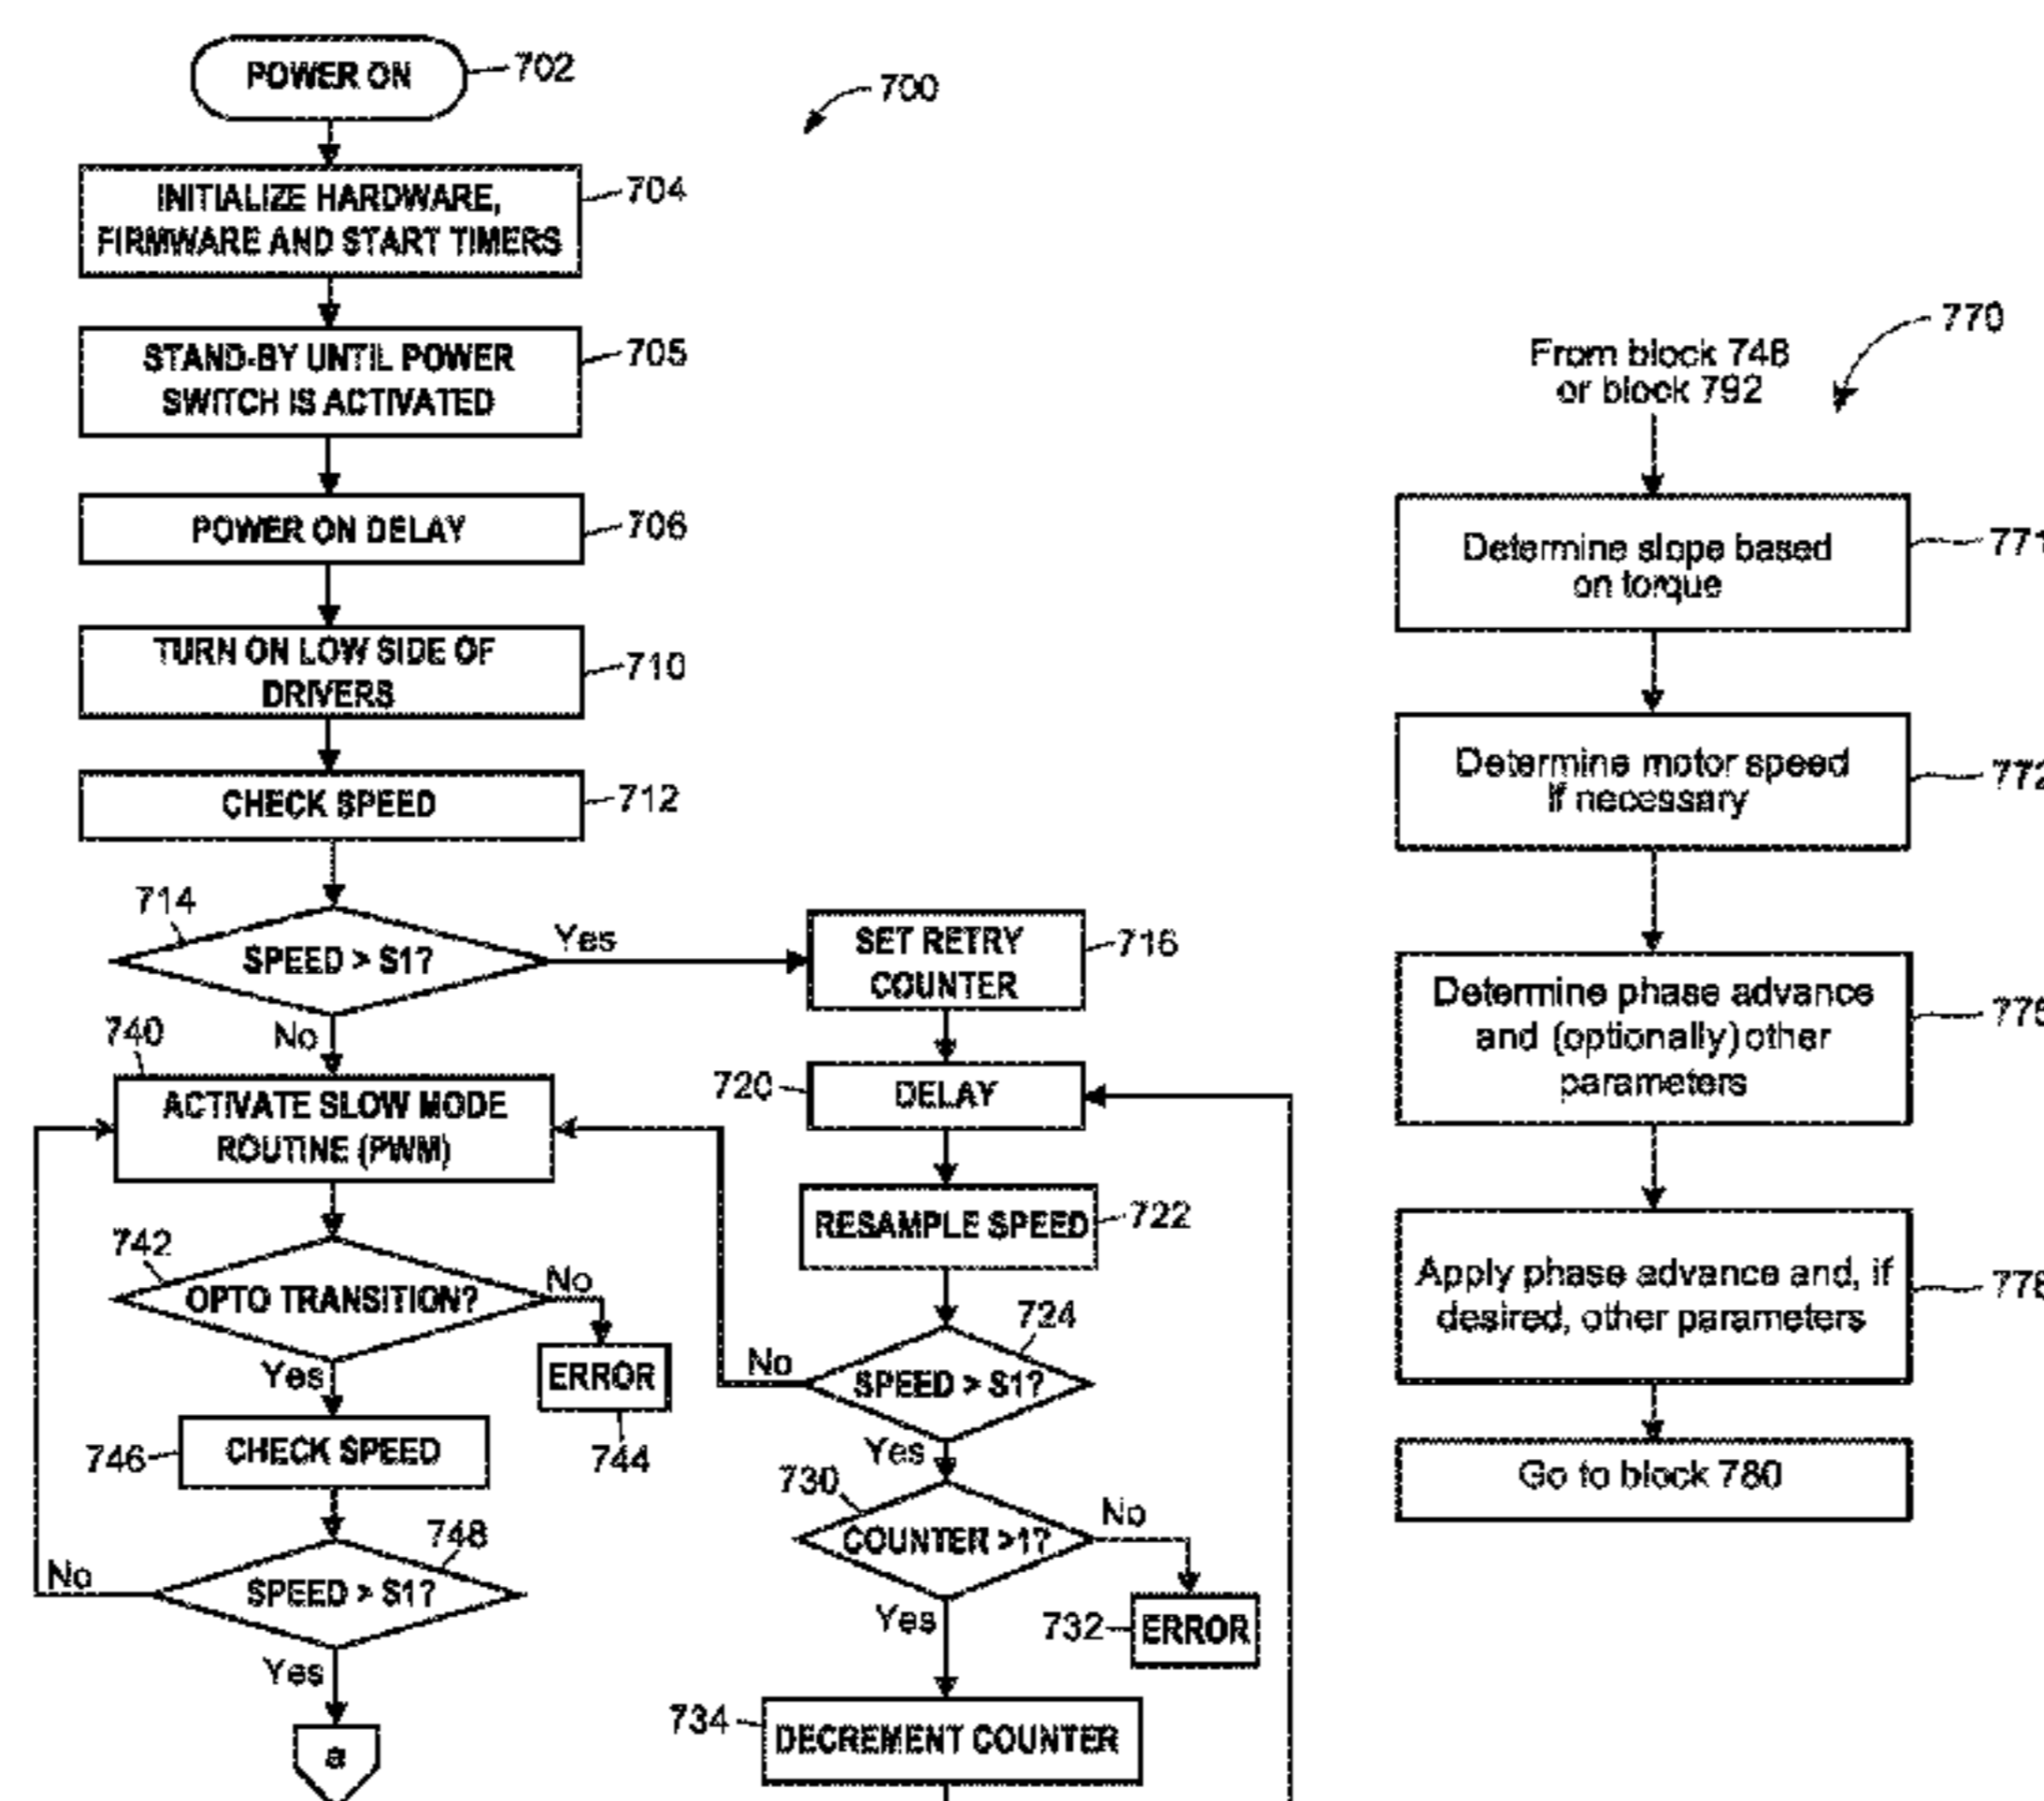 POWER ON
702
700
INITIALIZE HARDWARE,
FIRMWARE AND START TIMERS
704
STAND-BY UNTIL POWER
SWITCH IS ACTIVATED
705
POWER ON DELAY
706
TURN ON LOW SIDE OF
DRIVERS
710
CHECK SPEED
712
714
SPEED > S1?
Yes
No
SET RETRY
COUNTER
716
740
ACTIVATE SLOW MODE
ROUTINE (PWM)
720
DELAY
RESAMPLE SPEED
722
742
OPTO TRANSITION?
No
Yes
ERROR
744
724
SPEED > S1?
No
Yes
746
CHECK SPEED
730
COUNTER >1?
No
Yes
748
SPEED > S1?
No
Yes
732
ERROR
734
DECREMENT COUNTER
a
770
From block 748
or block 792
Determine slope based
on torque
771
Determine motor speed
if necessary
772
Determine phase advance
and (optionally) other
parameters
Apply phase advance and, if
desired, other parameters
Go to block 780